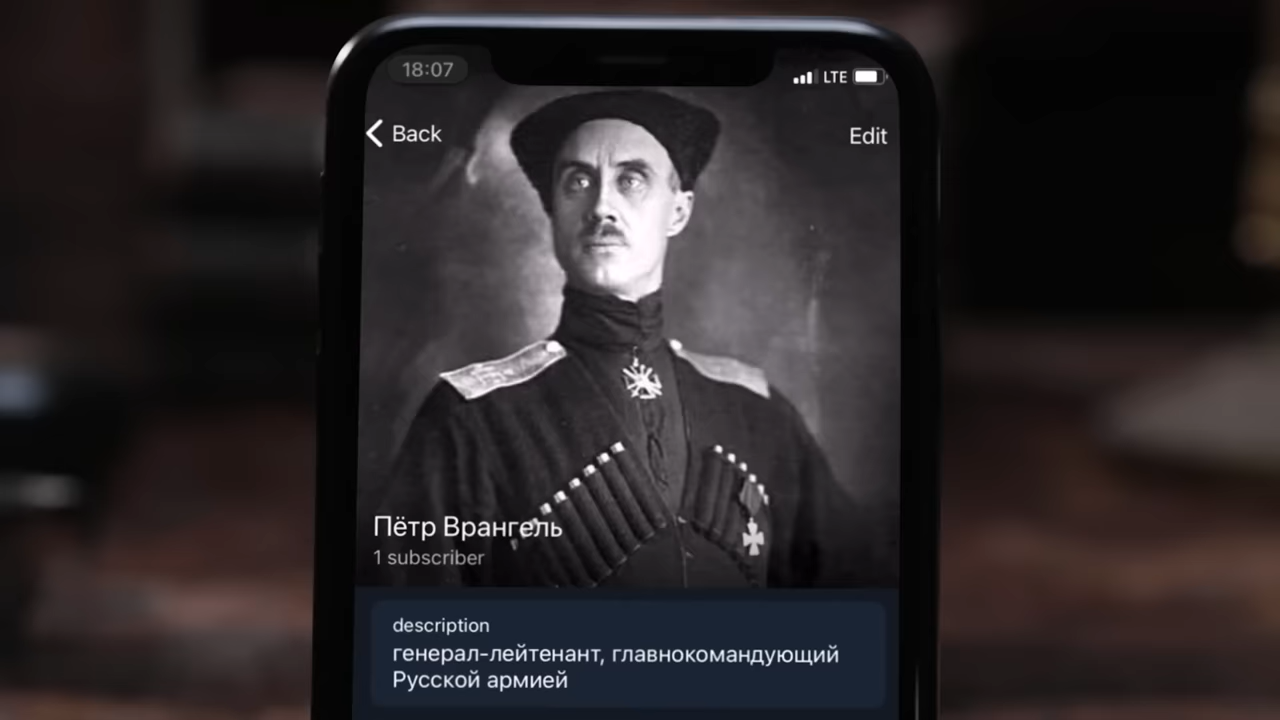 18:07
LTE
Back
Edit
Пётр Врангель
1 subscriber
description
генерал-лейтенант, главнокомандующий
Русской армией